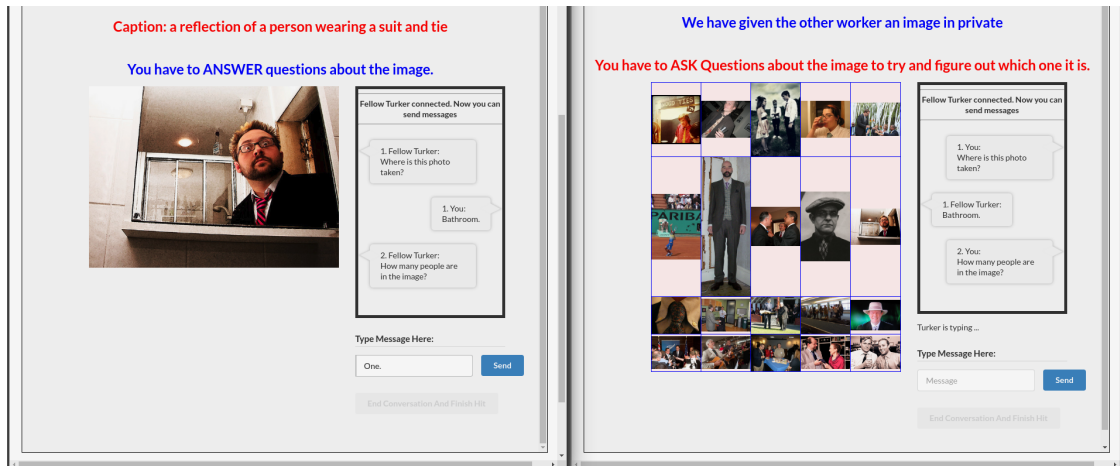 Caption: a reflection of a person wearing a suit and tie
You have to ANSWER questions about the image.
Fellow Turker connected. Now you can
send messages
1. Fellow Turker:
Where is this photo
taken?
1. You:
Bathroom.
2. Fellow Turker:
How many people are
in the image?
Type Message Here:
One.
Send
End Conversation And Finish Hit
We have given the other worker an image in private
You have to ASK Questions about the image to try and figure out which one it is.
PARIBA
Fellow Turker connected. Now you can
send messages
1. You:
Where is this photo
taken?
1. Fellow Turker:
Bathroom.
2. You:
How many people are
in the image?
Turker is typing ...
Type Message Here:
Message
Send
End Conversation And Finish Hit